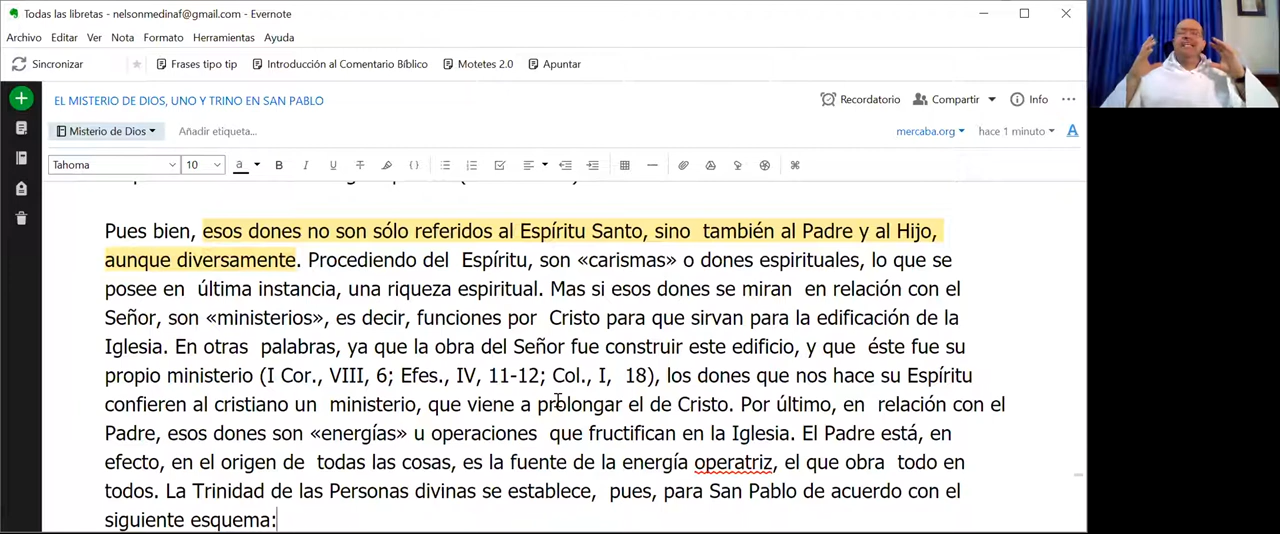 Todas las libretas - nelsonmedinaf@gmail.com - Evernote
Archivo Editar Ver Nota Formato Herramientas Ayuda
Sincronizar Frases tipo tip Introducción al Comentario Bíblico Motetes 2.0 Apuntar
EL MISTERIO DE DIOS, UNO Y TRINO EN SAN PABLO Recordatorio Compartir Info
Misterio de Dios Añadir etiqueta... mercaba.org hace 1 minuto A
Tahoma 10 a B I U T
Pues bien, esos dones no son sólo referidos al Espíritu Santo, sino también al Padre y al Hijo,
aunque diversamente. Procediendo del Espíritu, son «carismas» o dones espirituales, lo que se
posee en última instancia, una riqueza espiritual. Mas si esos dones se miran en relación con el
Señor, son «ministerios», es decir, funciones por Cristo para que sirvan para la edificación de la
Iglesia. En otras palabras, ya que la obra del Señor fue construir este edificio, y que éste fue su
propio ministerio (I Cor., VIII, 6; Efes., IV, 11-12; Col., I, 18), los dones que nos hace su Espíritu
confieren al cristiano un ministerio, que viene a prolongar el de Cristo. Por último, en relación con el
Padre, esos dones son «energías» u operaciones que fructifican en la Iglesia. El Padre está, en
efecto, en el origen de todas las cosas, es la fuente de la energía operatriz, el que obra todo en
todos. La Trinidad de las Personas divinas se establece, pues, para San Pablo de acuerdo con el
siguiente esquema: